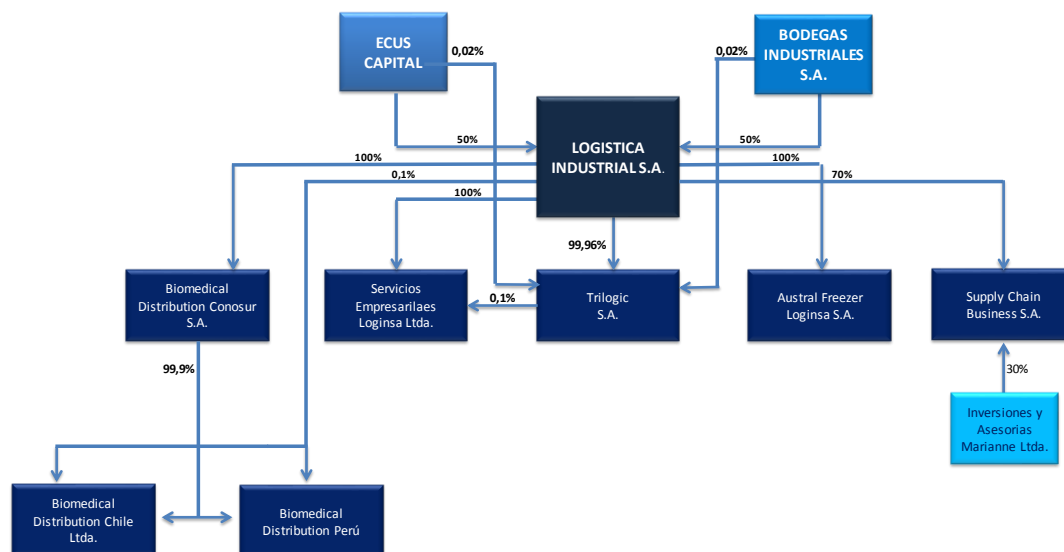 ECUS
CAPITAL
0,02%
0,02%
BODEGAS
INDUSTRIALES
S.A.
50%
LOGISTICA
INDUSTRIAL S.A.
50%
100%
100%
0,1%
70%
100%
99,96%
Biomedical
Distribution Conosur
S.A.
Servicios
Empresarilaes
Loginsa Ltda.
0,1%
Trilogic
S.A.
Austral Freezer
Loginsa S.A.
Supply Chain
Business S.A.
99,9%
30%
Inversiones y
Asesorias
Marianne Ltda.
Biomedical
Distribution Chile
Ltda.
Biomedical
Distribution Perú